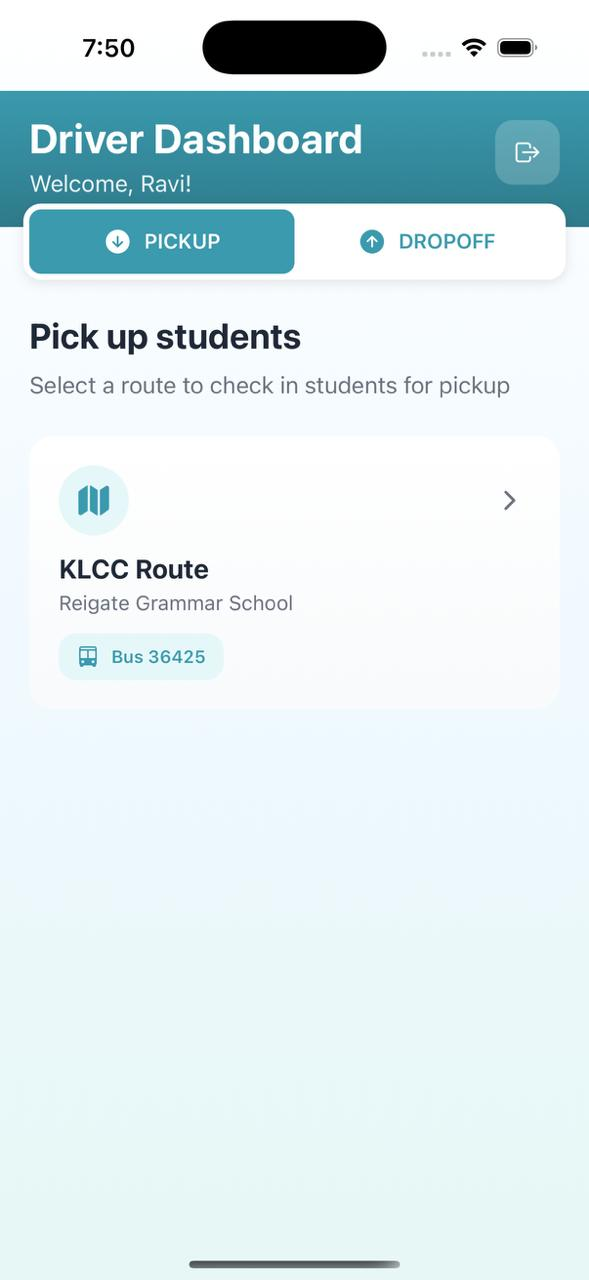 7:50
Driver Dashboard
Welcome, Ravi!
PICKUP
DROPOFF
Pick up students
Select a route to check in students for pickup
KLCC Route
Reigate Grammar School
Bus 36425